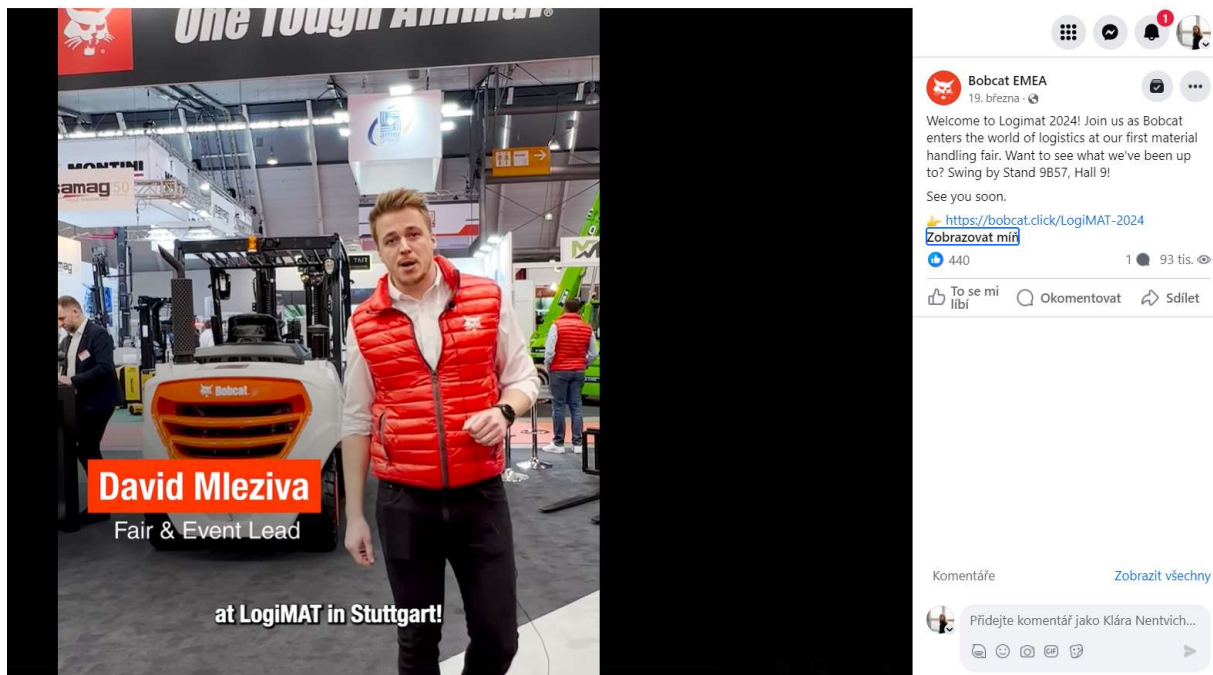 One Tough Animal®
MONTINI
samag 50
TAIT
Bobcat.
David Mleziva
Fair & Event Lead
at LogiMAT in Stuttgart!
1
Bobcat EMEA
19. března ·
Welcome to Logimat 2024! Join us as Bobcat
enters the world of logistics at our first material
handling fair. Want to see what we've been up
to? Swing by Stand 9B57, Hall 9!
See you soon.
👉 https://bobcat.click/LogiMAT-2024
Zobrazovat míň
440
1
93 tis.
To se mi
líbí
Okomentovat
Sdílet
Komentáře
Zobrazit všechny
Přidejte komentář jako Klára Nentvich...
GIF